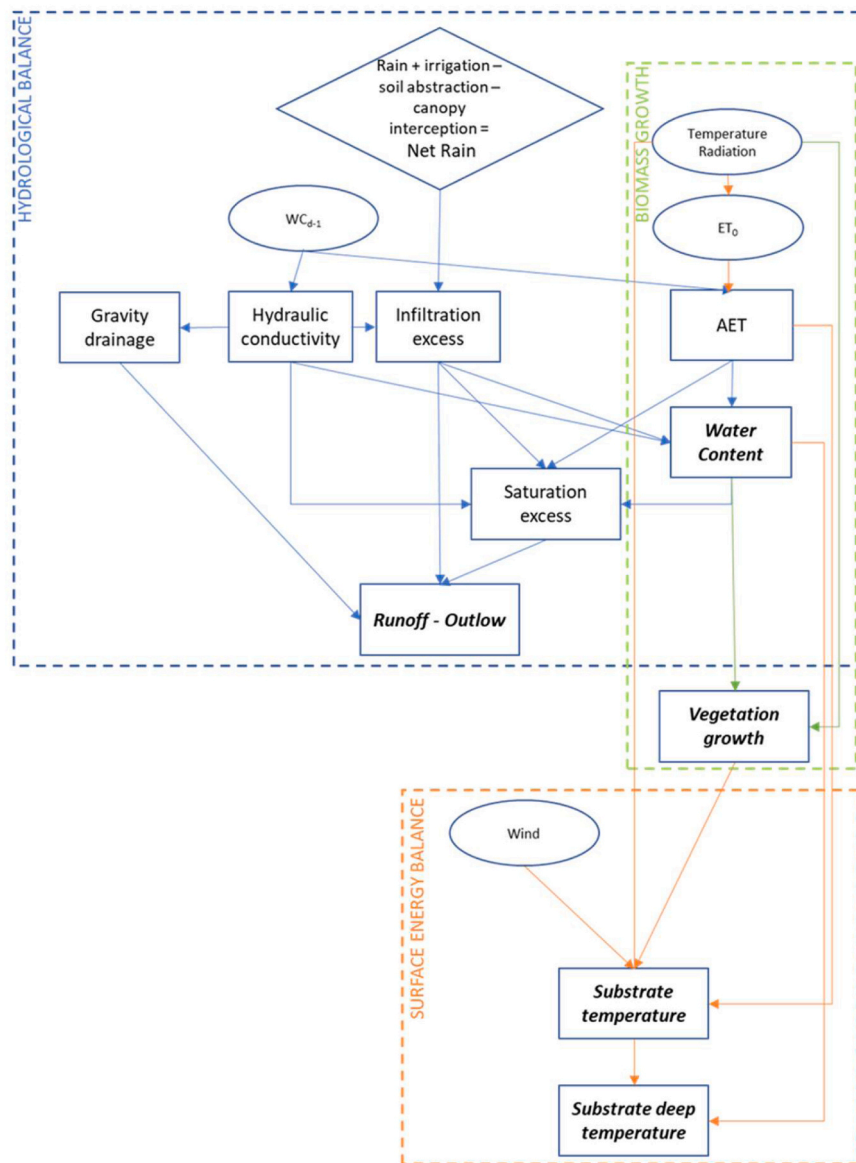 HYDROLOGICAL BALANCE
Rain + irrigation –
soil abstraction –
canopy
interception =
Net Rain
BIOMASS GROWTH
Temperature
Radiation
WCd-1
ET0
Gravity
drainage
Hydraulic
conductivity
Infiltration
excess
AET
Water
Content
Saturation
excess
Runoff - Outlow
Vegetation
growth
SURFACE ENERGY BALANCE
Wind
Substrate
temperature
Substrate deep
temperature